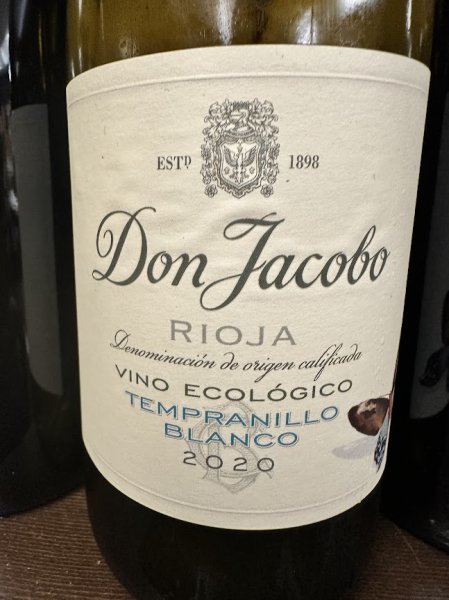 ESTD 1898
Don Jacobo
RIOJA
Denominación de origen calificada
VINO ECOLÓGICO
TEMPRANILLO
BLANCO
2020